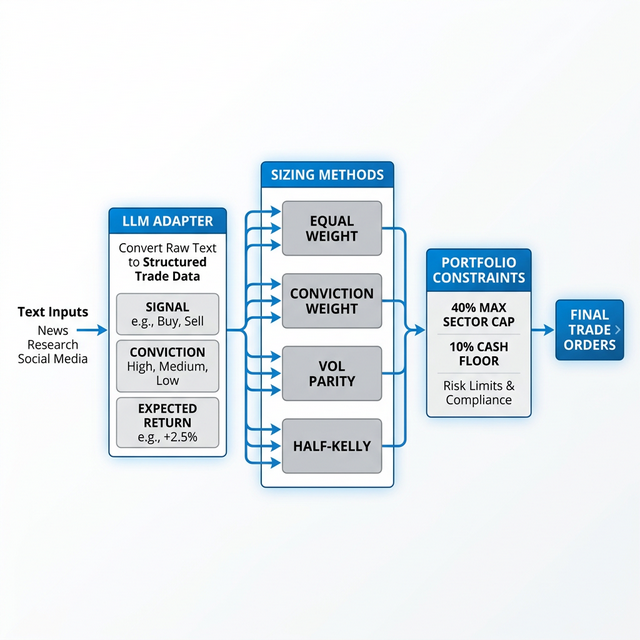 Text Inputs
News
Research
Social Media
LLM ADAPTER
Convert Raw Text
to Structured
Trade Data
SIGNAL
e.g., Buy, Sell
CONVICTION
High, Medium,
Low
EXPECTED
RETURN
e.g., +2.5%
SIZING METHODS
EQUAL
WEIGHT
CONVICTION
WEIGHT
VOL
PARITY
HALF-KELLY
PORTFOLIO
CONSTRAINTS
40% MAX
SECTOR CAP
10% CASH
FLOOR
Risk Limits &
Compliance
FINAL
TRADE
ORDERS